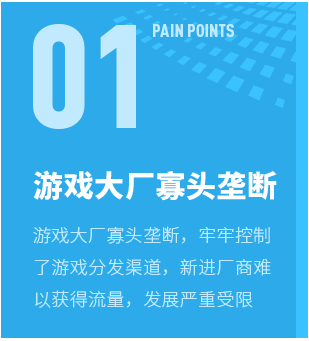 01
PAIN POINTS
游戏大厂寡头垄断
游戏大厂寡头垄断，牢牢控制
了游戏分发渠道，新进厂商难
以获得流量，发展严重受限